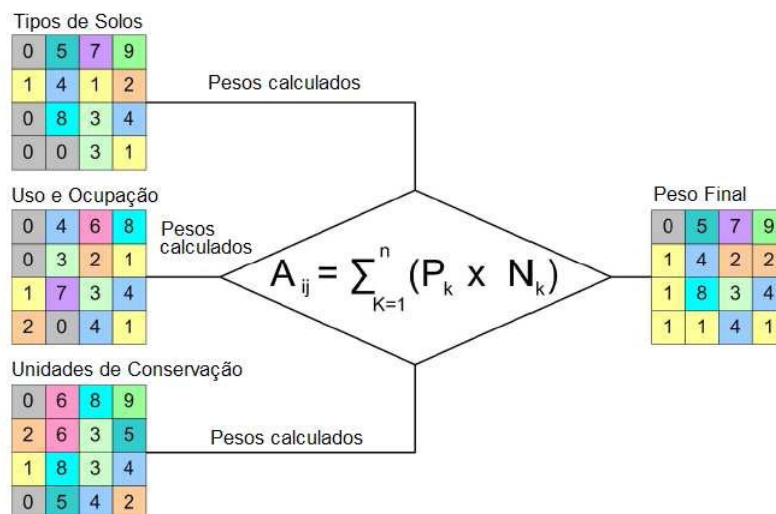 Tipos de Solos
0 5 7 9
1 4 1 2
0 8 3 4
0 0 3 1
Pesos calculados
Uso e Ocupação
0 4 6 8
0 3 2 1
1 7 3 4
2 0 4 1
Pesos
calculados
A ij = ∑ n K=1 (P k x N k)
Peso Final
0 5 7 9
1 4 2 2
1 8 3 4
1 1 4 1
Unidades de Conservação
0 6 8 9
2 6 3 5
1 8 3 4
0 5 4 2
Pesos calculados